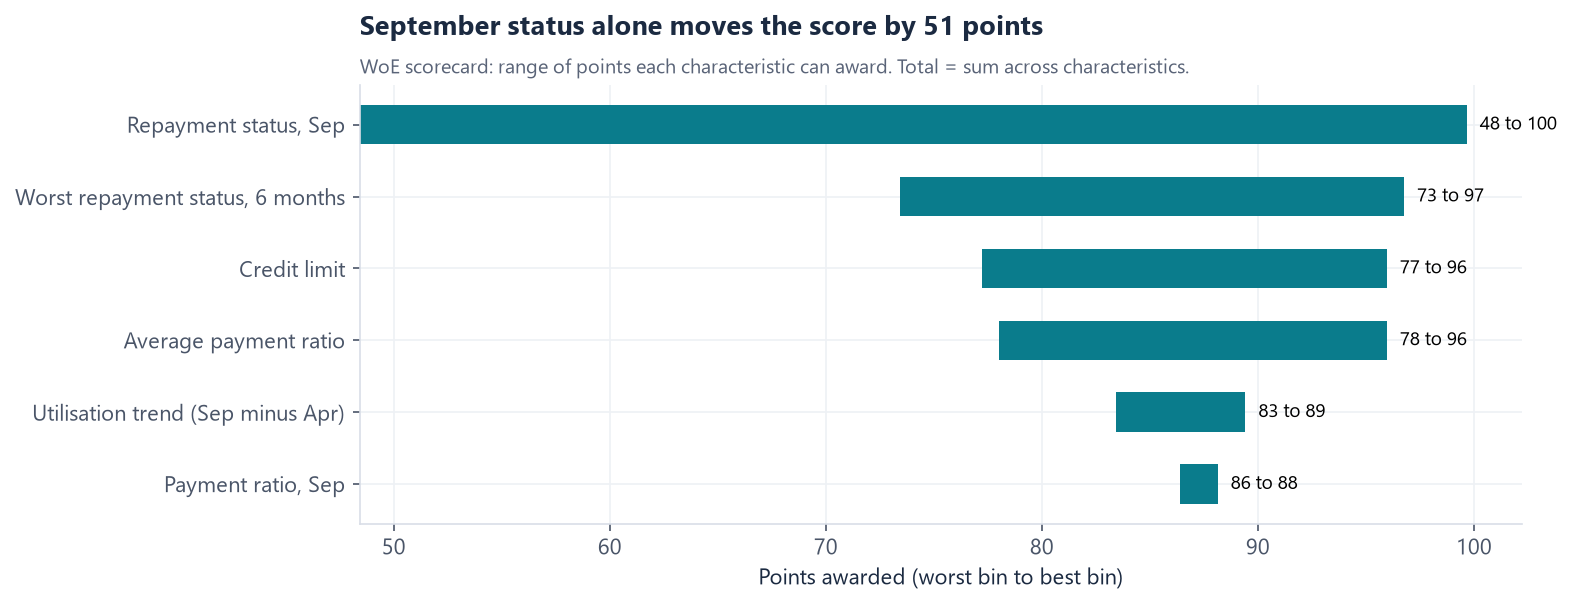 September status alone moves the score by 51 points
WoE scorecard: range of points each characteristic can award. Total = sum across characteristics.
Repayment status, Sep
48 to 100
Worst repayment status, 6 months
73 to 97
Credit limit
77 to 96
Average payment ratio
78 to 96
Utilisation trend (Sep minus Apr)
83 to 89
Payment ratio, Sep
86 to 88
50 60 70 80 90 100
Points awarded (worst bin to best bin)